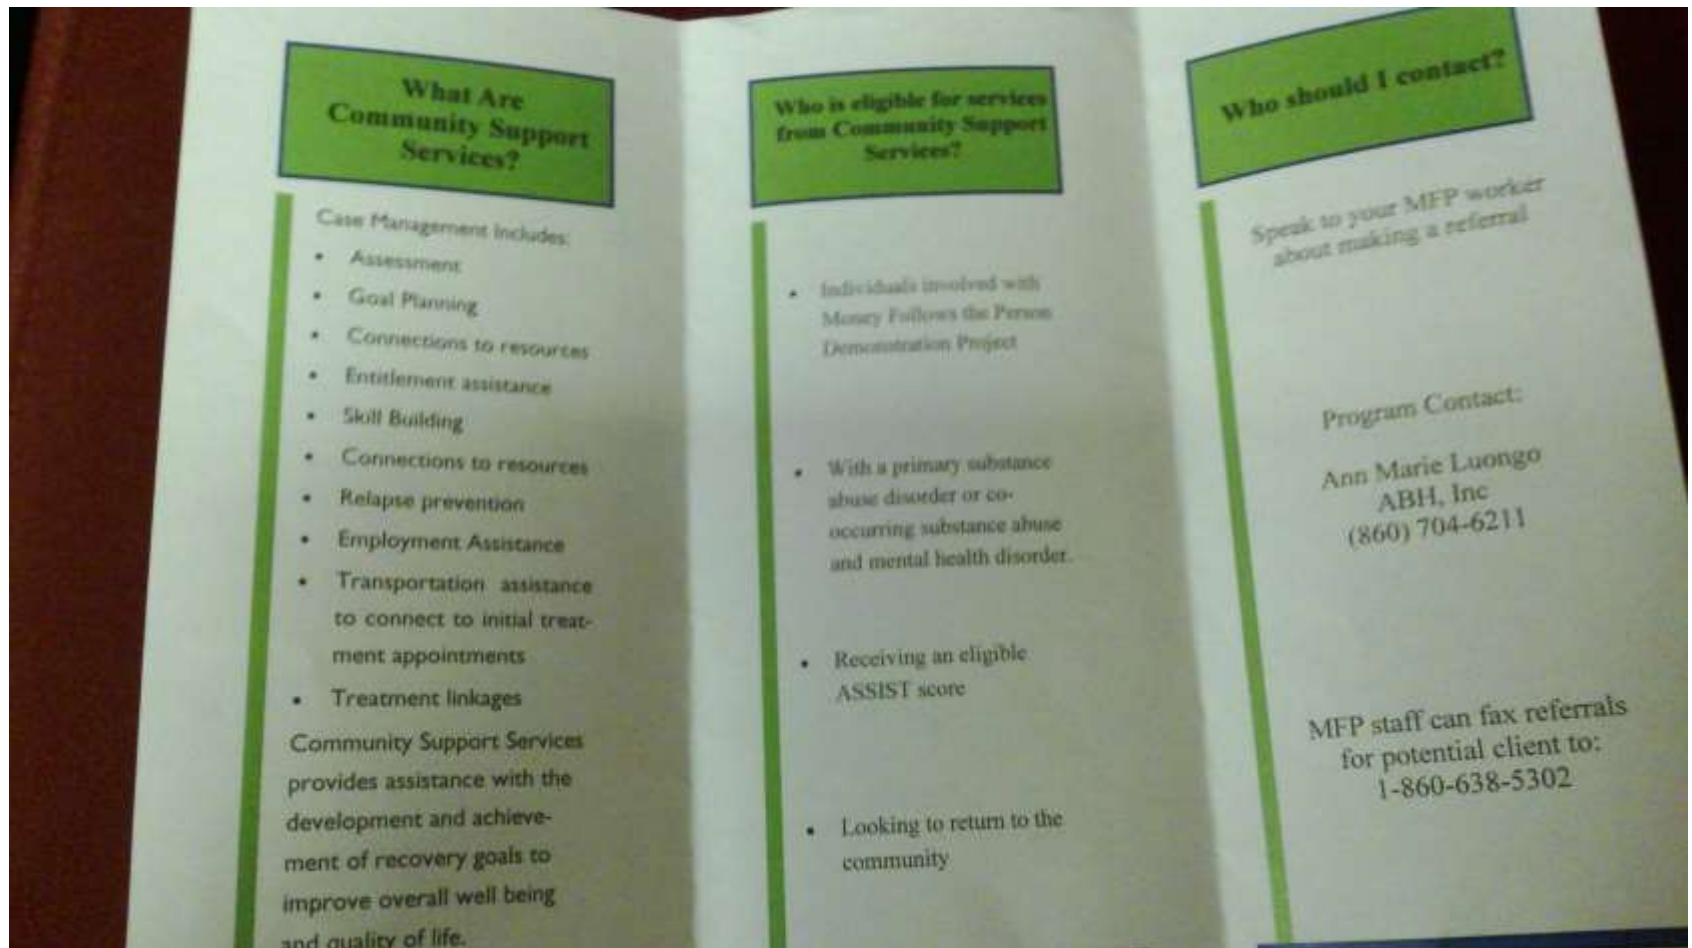 What Are
Community Support
Services?
Case Management Includes:
• Assessment
• Goal Planning
• Connections to resources
• Entitlement assistance
• Skill Building
• Connections to resources
• Relapse prevention
• Employment Assistance
• Transportation assistance
to connect to initial treat-
ment appointments
• Treatment linkages
Community Support Services
provides assistance with the
development and achieve-
ment of recovery goals to
improve overall well being
and quality of life.
Who is eligible for services
from Community Support
Services?
• Individuals involved with
Money Follows the Person
Demonstration Project
• With a primary substance
abuse disorder or co-
occurring substance abuse
and mental health disorder.
• Receiving an eligible
ASSIST score
• Looking to return to the
community
Who should I contact?
Speak to your MFP worker
about making a referral
Program Contact:
Ann Marie Luongo
ABH, Inc
(860) 704-6211
MFP staff can fax referrals
for potential client to:
1-860-638-5302